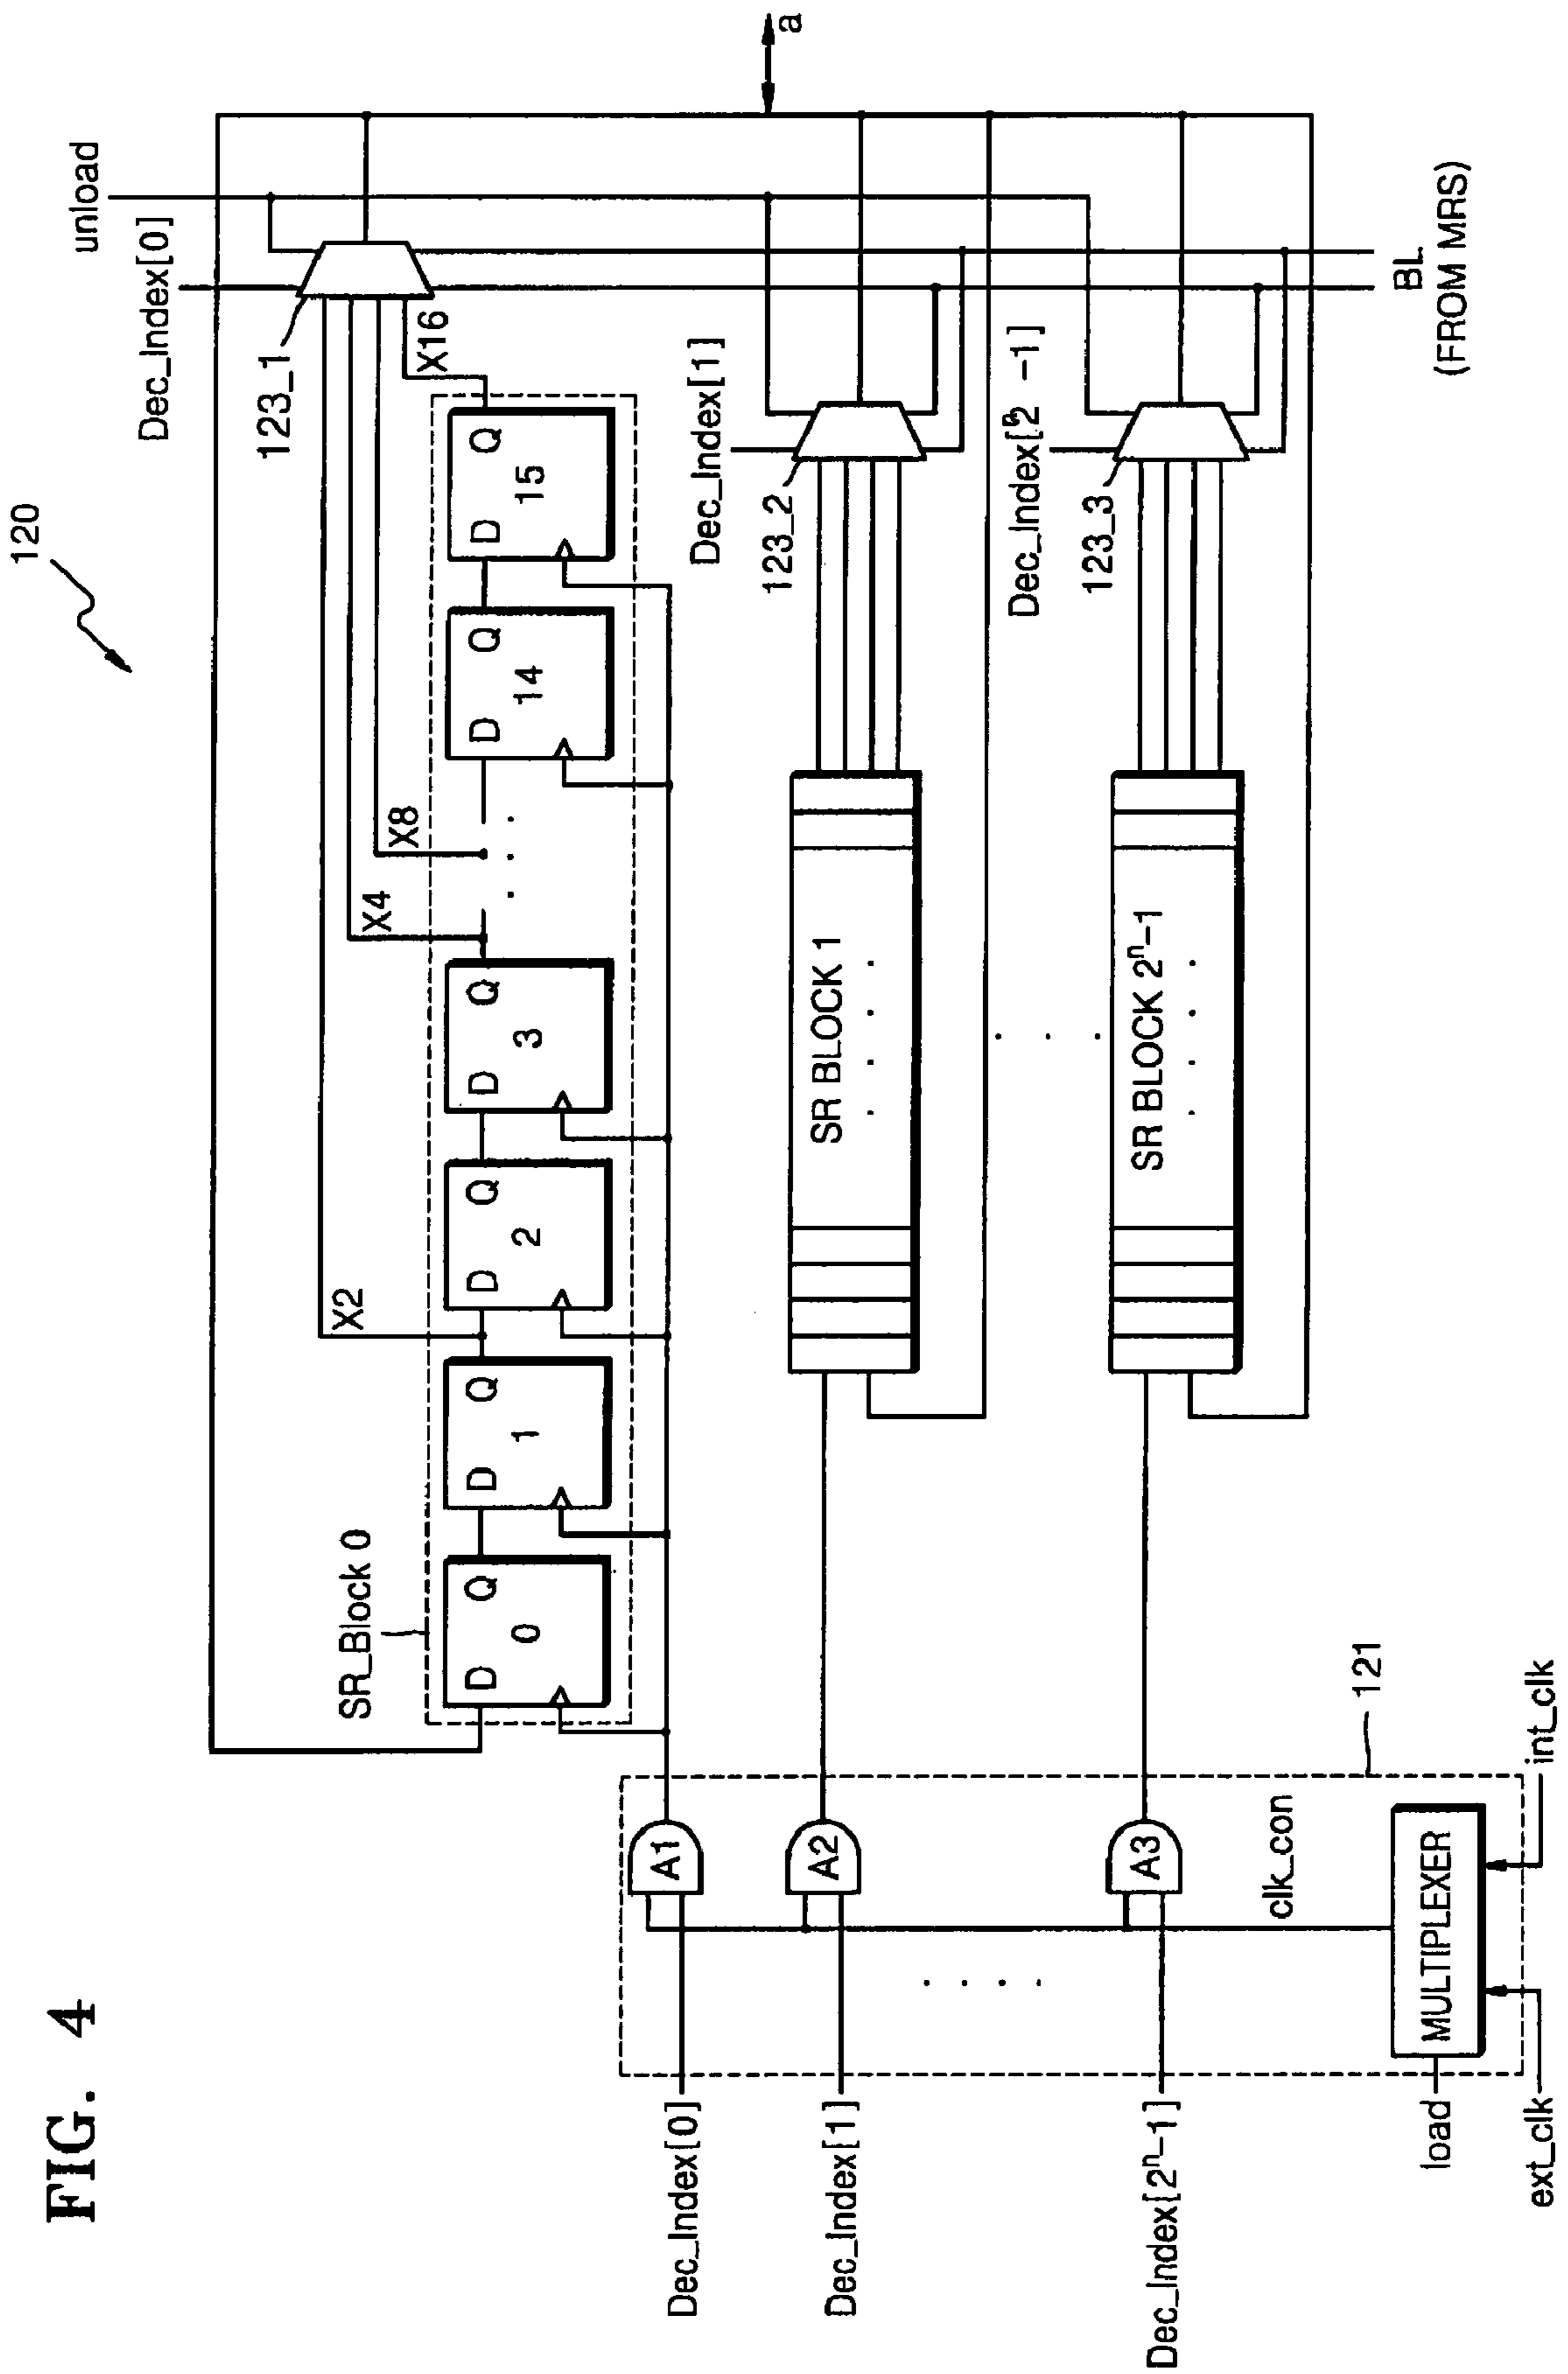 FIG. 4
120
unload
Dec_Index[0]
123_1
X2
X4
X8
X16
SR_Block 0
D Q
0
D Q
1
D Q
2
D Q
3
D Q
14
D Q
15
a
Dec_Index[1]
123_2
SR BLOCK 1
Dec_Index[2ⁿ-1]
123_3
SR BLOCK 2ⁿ-1
BL
(FROM MRS)
Dec_Index[0]
A1
Dec_Index[1]
A2
Dec_Index[2ⁿ-1]
A3
clk_con
121
load
MULTIPLEXER
ext_clk
int_clk